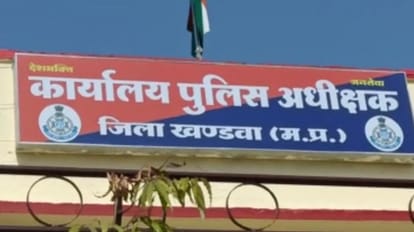 देशभक्ति जनसेवा
कार्यालय पुलिस अधीक्षक
जिला खण्डवा (म.प्र.)